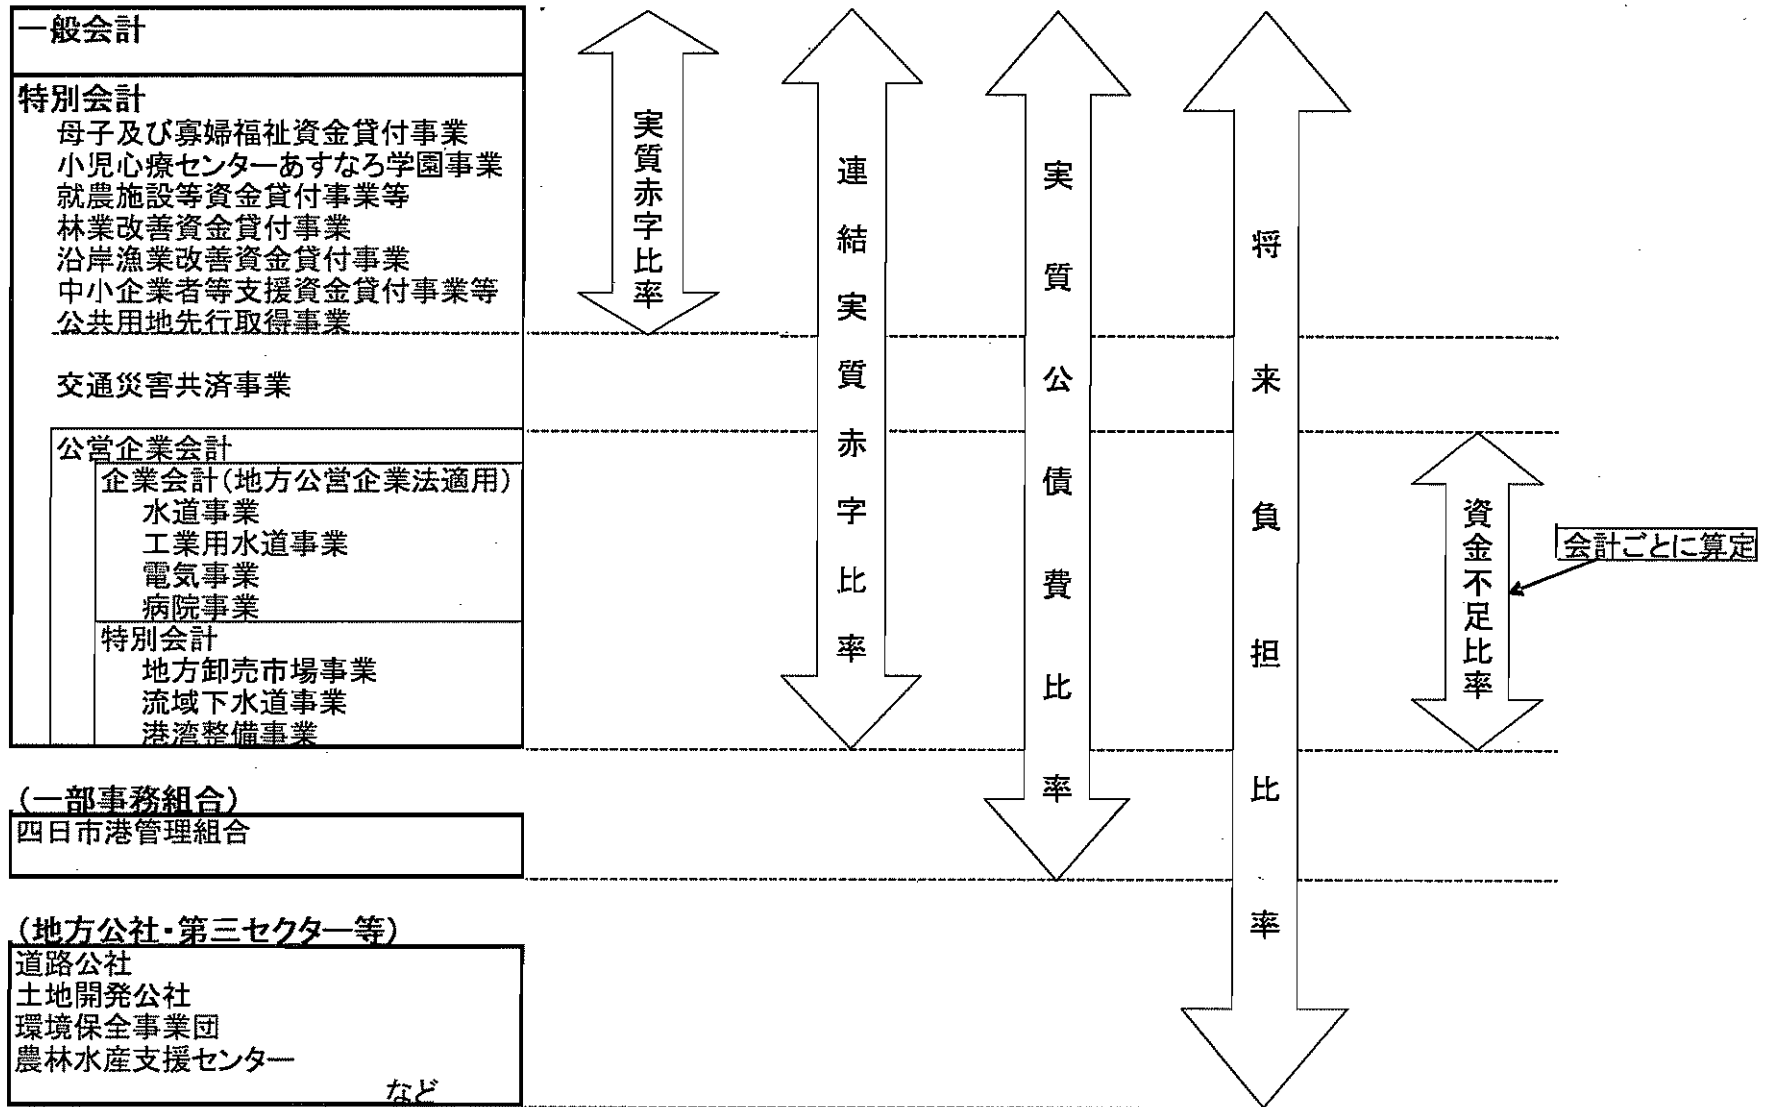 一般会計
特別会計
母子及び寡婦福祉資金貸付事業
小児心療センターあすなろ学園事業
就農施設等資金貸付事業等
林業改善資金貸付事業
沿岸漁業改善資金貸付事業
中小企業者等支援資金貸付事業等
公共用地先行取得事業
交通災害共済事業
公営企業会計
企業会計(地方公営企業法適用)
水道事業
工業用水道事業
電気事業
病院事業
特別会計
地方卸売市場事業
流域下水道事業
港湾整備事業
(一部事務組合)
四日市港管理組合
(地方公社・第三セクター等)
道路公社
土地開発公社
環境保全事業団
農林水産支援センター
など
実質赤字比率
連結実質赤字比率
実質公債費比率
将来負担比率
資金不足比率
会計ごとに算定